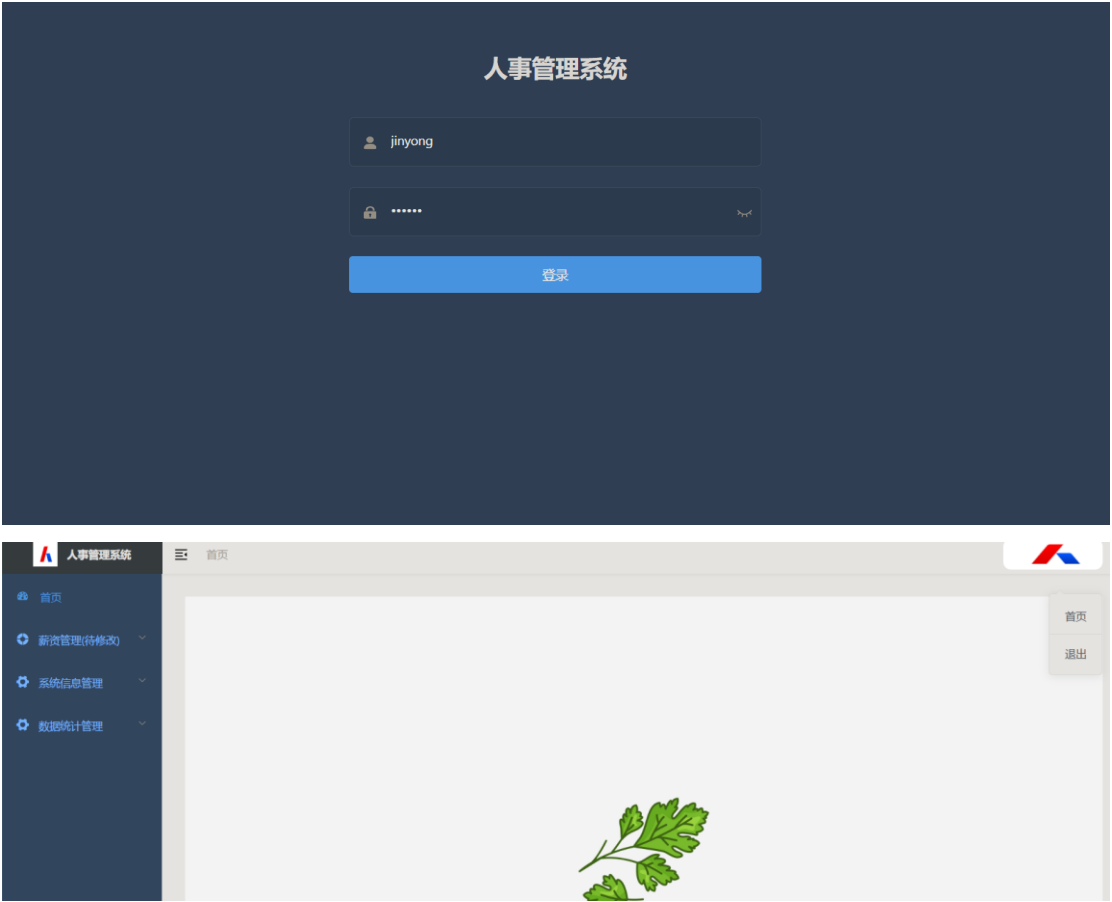 人事管理系统
jinyong
••••••
登录
人事管理系统
首页
首页
薪资管理(待修改)
系统信息管理
数据统计管理
首页
退出